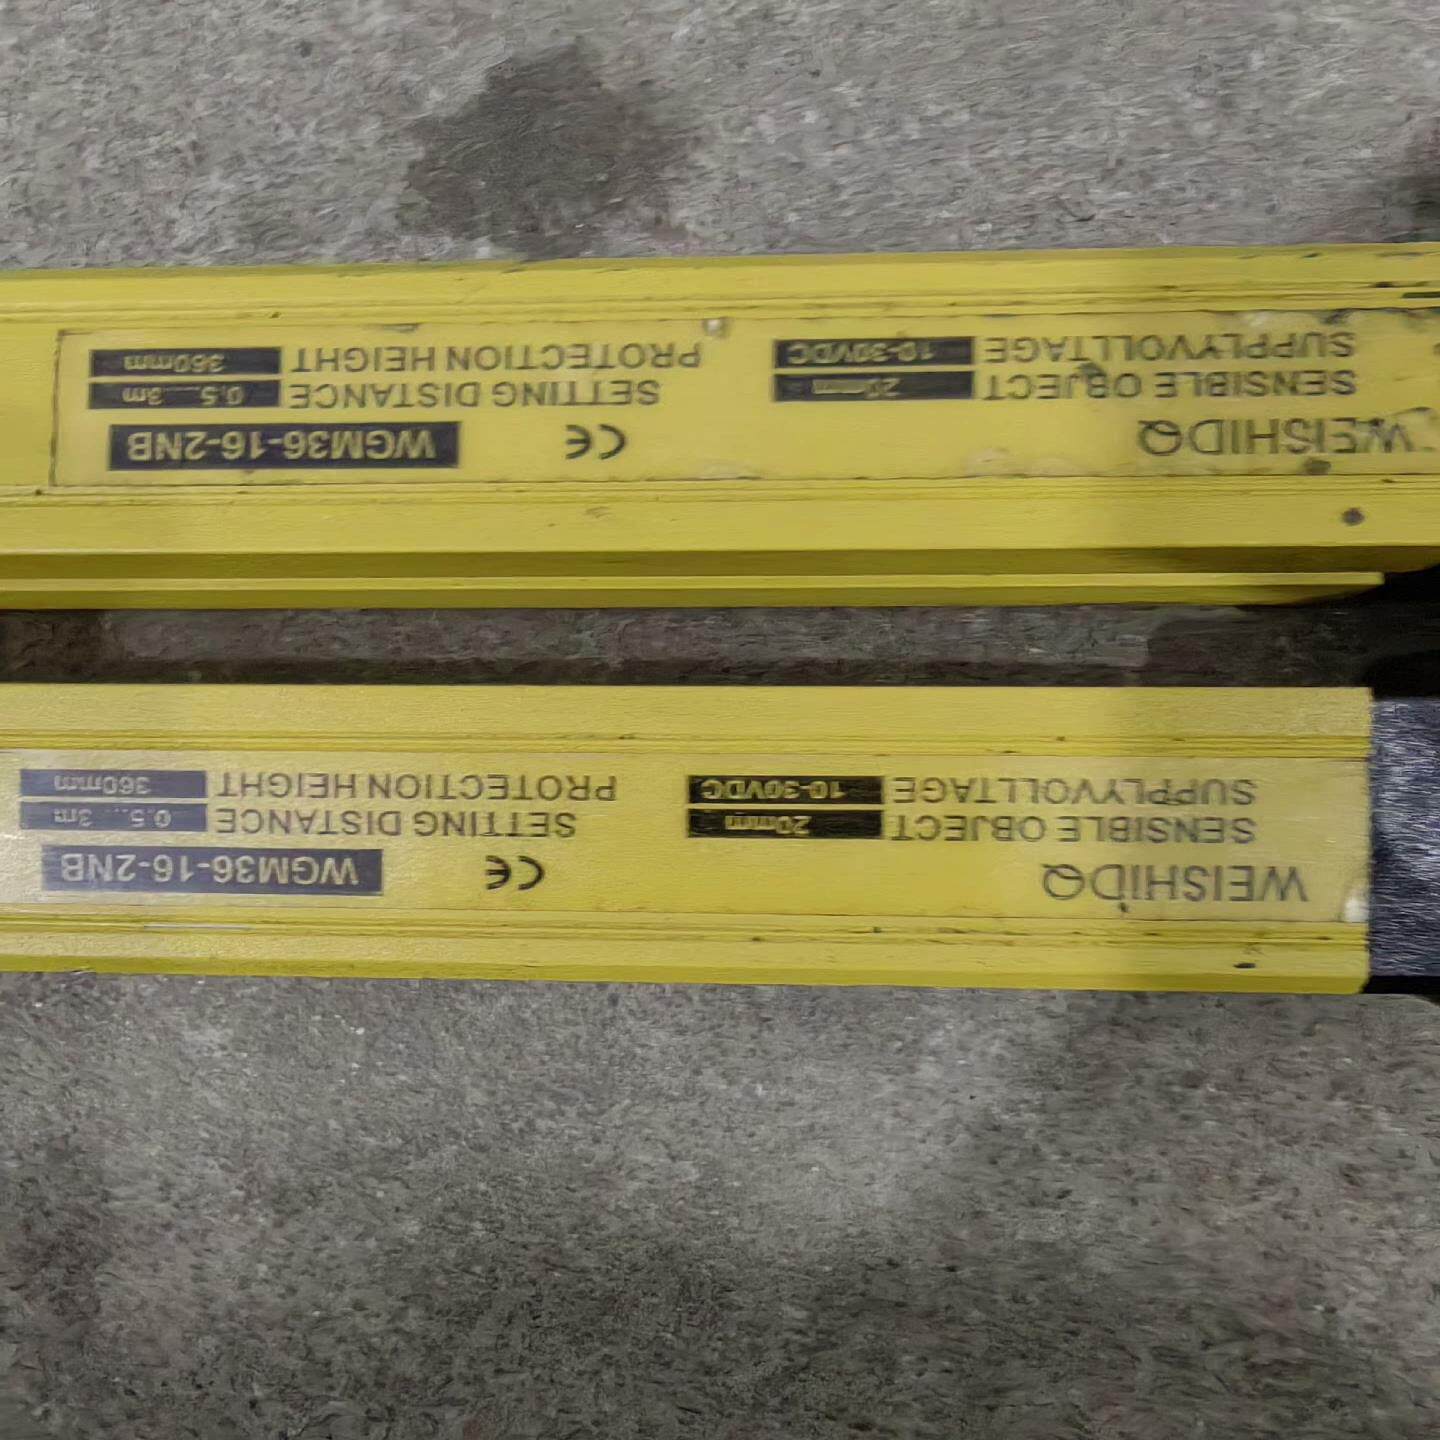 WEISHIDQ CE WGM36-16-2NB
SENSIBLE OBJECT 20mm SETTING DISTANCE 0.5...3m
SUPPLYVOLLTAGE 10-30VDC PROTECTION HEIGHT 360mm
WEISHIDQ CE WGM36-16-2NB
SENSIBLE OBJECT 20mm SETTING DISTANCE 0.5...3m
SUPPLYVOLLTAGE 10-30VDC PROTECTION HEIGHT 360mm